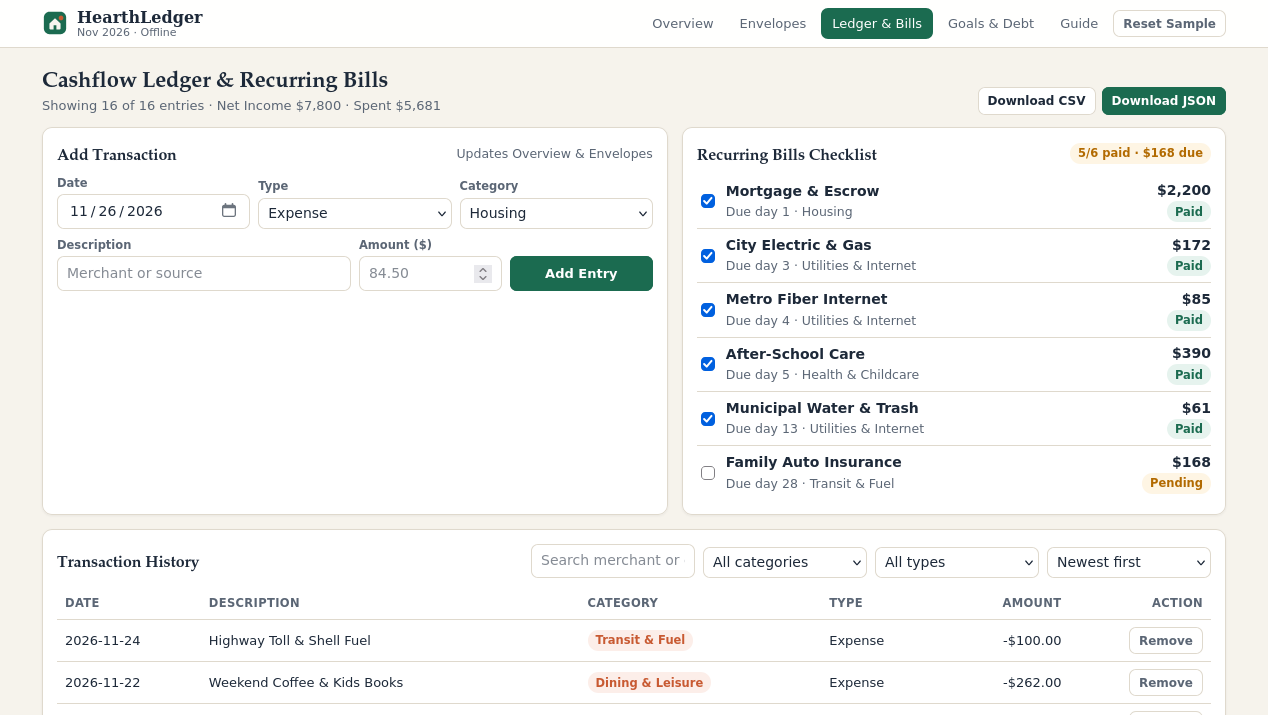 HearthLedger
Nov 2026 · Offline
Overview
Envelopes
Ledger & Bills
Goals & Debt
Guide
Reset Sample
Cashflow Ledger & Recurring Bills
Showing 16 of 16 entries · Net Income $7,800 · Spent $5,681
Download CSV
Download JSON
Add Transaction
Updates Overview & Envelopes
Date
Type
Category
11/26/2026
Expense
Housing
Description
Amount ($)
Merchant or source
84.50
Add Entry
Recurring Bills Checklist
5/6 paid · $168 due
Mortgage & Escrow
$2,200
Due day 1 · Housing
Paid
City Electric & Gas
$172
Due day 3 · Utilities & Internet
Paid
Metro Fiber Internet
$85
Due day 4 · Utilities & Internet
Paid
After-School Care
$390
Due day 5 · Health & Childcare
Paid
Municipal Water & Trash
$61
Due day 13 · Utilities & Internet
Paid
Family Auto Insurance
$168
Due day 28 · Transit & Fuel
Pending
Transaction History
Search merchant or
All categories
All types
Newest first
DATE DESCRIPTION CATEGORY TYPE AMOUNT ACTION
2026-11-24 Highway Toll & Shell Fuel Transit & Fuel Expense -$100.00 Remove
2026-11-22 Weekend Coffee & Kids Books Dining & Leisure Expense -$262.00 Remove